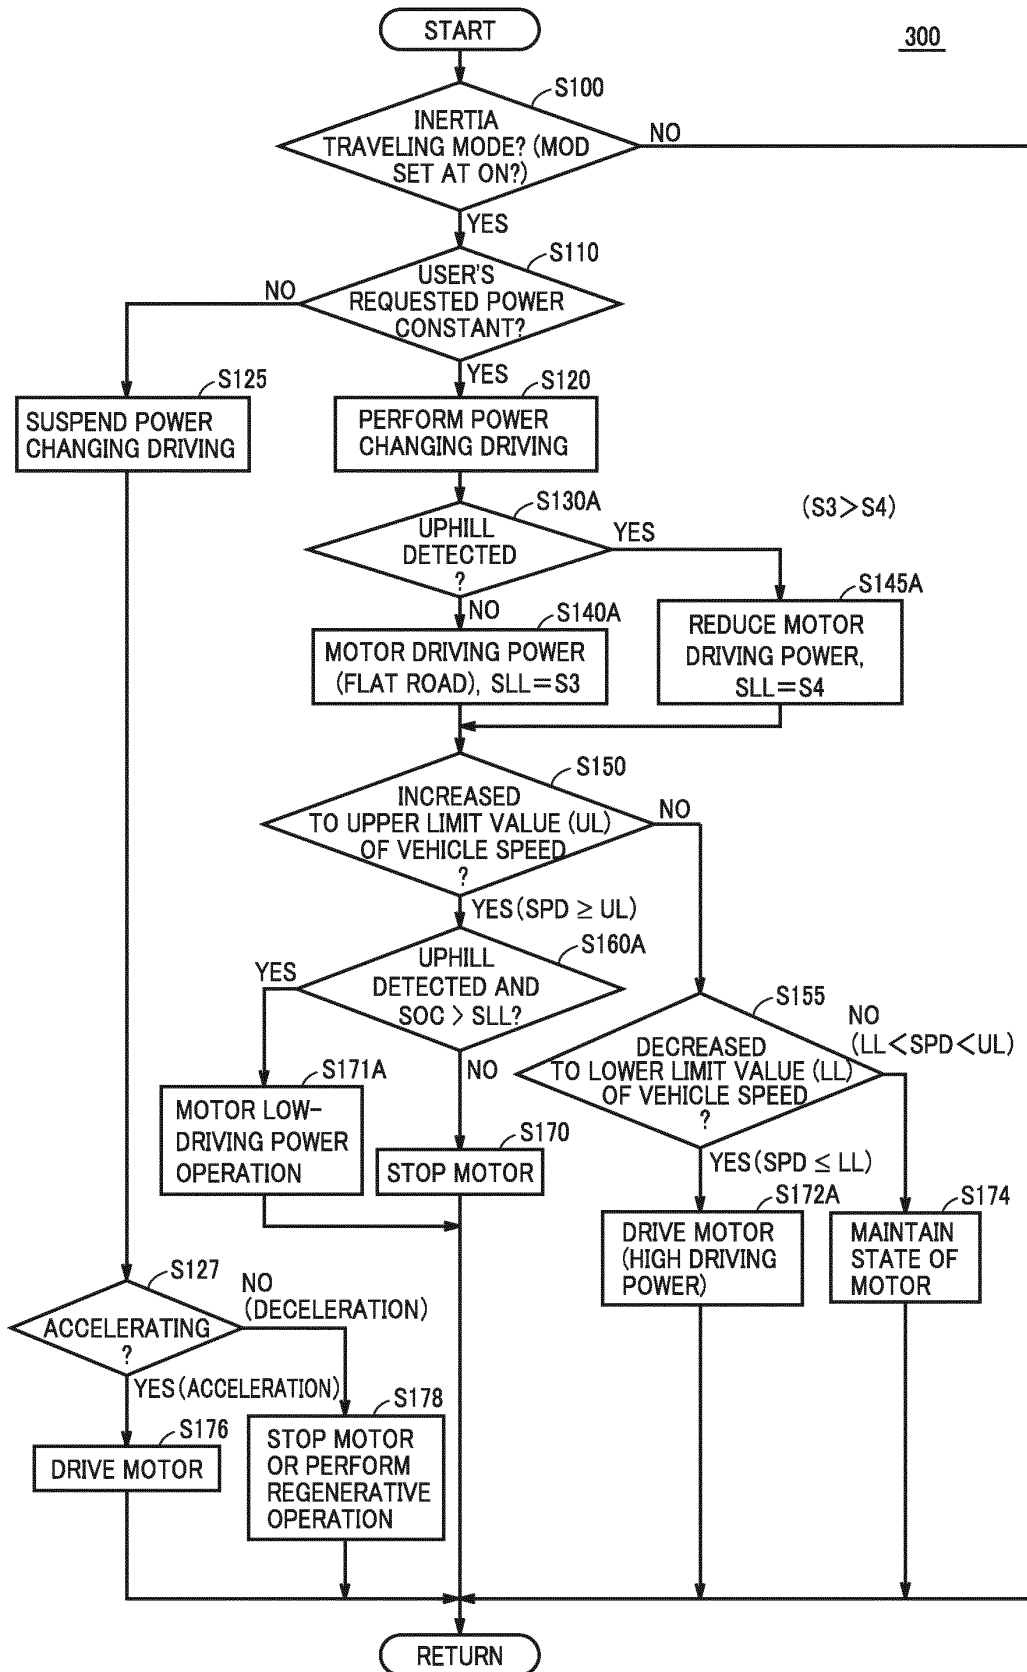 START
300
S100
INERTIA
TRAVELING MODE? (MOD
SET AT ON?)
NO
YES
S110
USER'S
REQUESTED POWER
CONSTANT?
NO
YES
S125
SUSPEND POWER
CHANGING DRIVING
S120
PERFORM POWER
CHANGING DRIVING
S130A
UPHILL
DETECTED
?
YES
(S3>S4)
NO
S140A
MOTOR DRIVING POWER
(FLAT ROAD), SLL=S3
S145A
REDUCE MOTOR
DRIVING POWER,
SLL=S4
S150
INCREASED
TO UPPER LIMIT VALUE (UL)
OF VEHICLE SPEED
?
NO
YES(SPD ≥ UL)
S160A
UPHILL
DETECTED AND
SOC > SLL?
YES
NO
S155
DECREASED
TO LOWER LIMIT VALUE (LL)
OF VEHICLE SPEED
?
NO
(LL<SPD<UL)
YES(SPD ≤ LL)
S171A
MOTOR LOW-
DRIVING POWER
OPERATION
S170
STOP MOTOR
S172A
DRIVE MOTOR
(HIGH DRIVING
POWER)
S174
MAINTAIN
STATE OF
MOTOR
S127
ACCELERATING
?
NO
(DECELERATION)
YES(ACCELERATION)
S176
DRIVE MOTOR
S178
STOP MOTOR
OR PERFORM
REGENERATIVE
OPERATION
RETURN